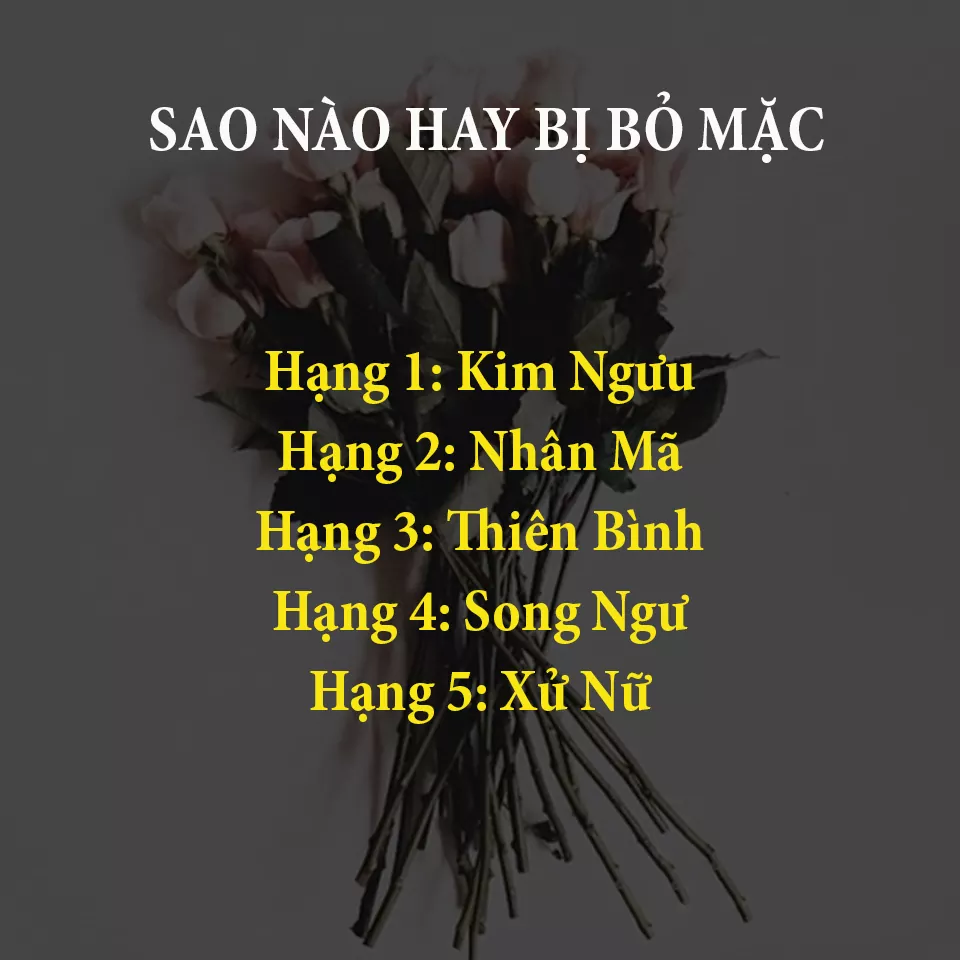 SAO NÀO HAY BỊ BỎ MẶC
Hạng 1: Kim Ngưu
Hạng 2: Nhân Mã
Hạng 3: Thiên Bình
Hạng 4: Song Ngư
Hạng 5: Xử Nữ